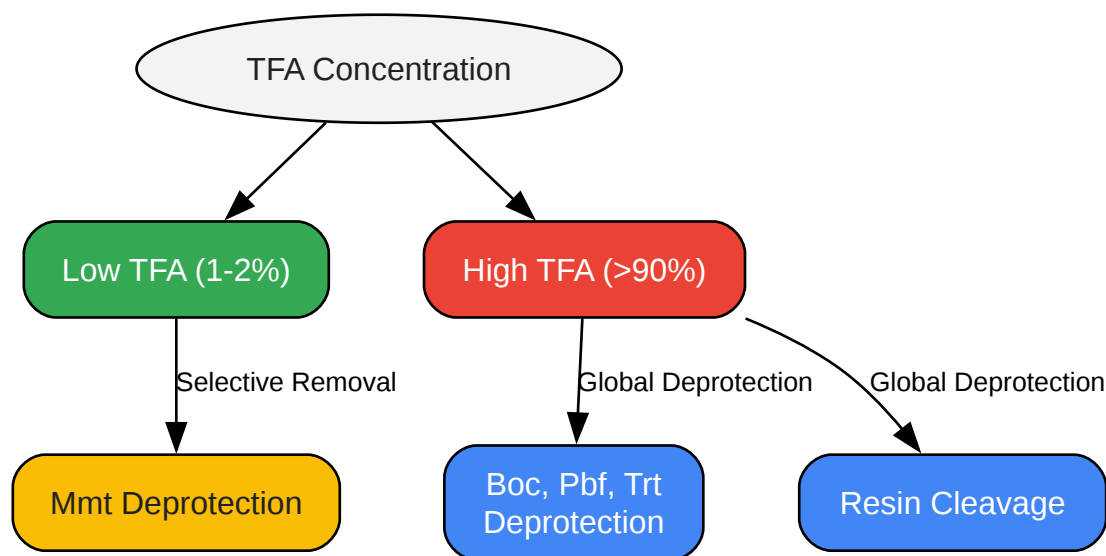 TFA Concentration
Low TFA (1-2%)
High TFA (>90%)
Selective Removal
Global Deprotection
Global Deprotection
Mmt Deprotection
Boc, Pbf, Trt
Deprotection
Resin Cleavage